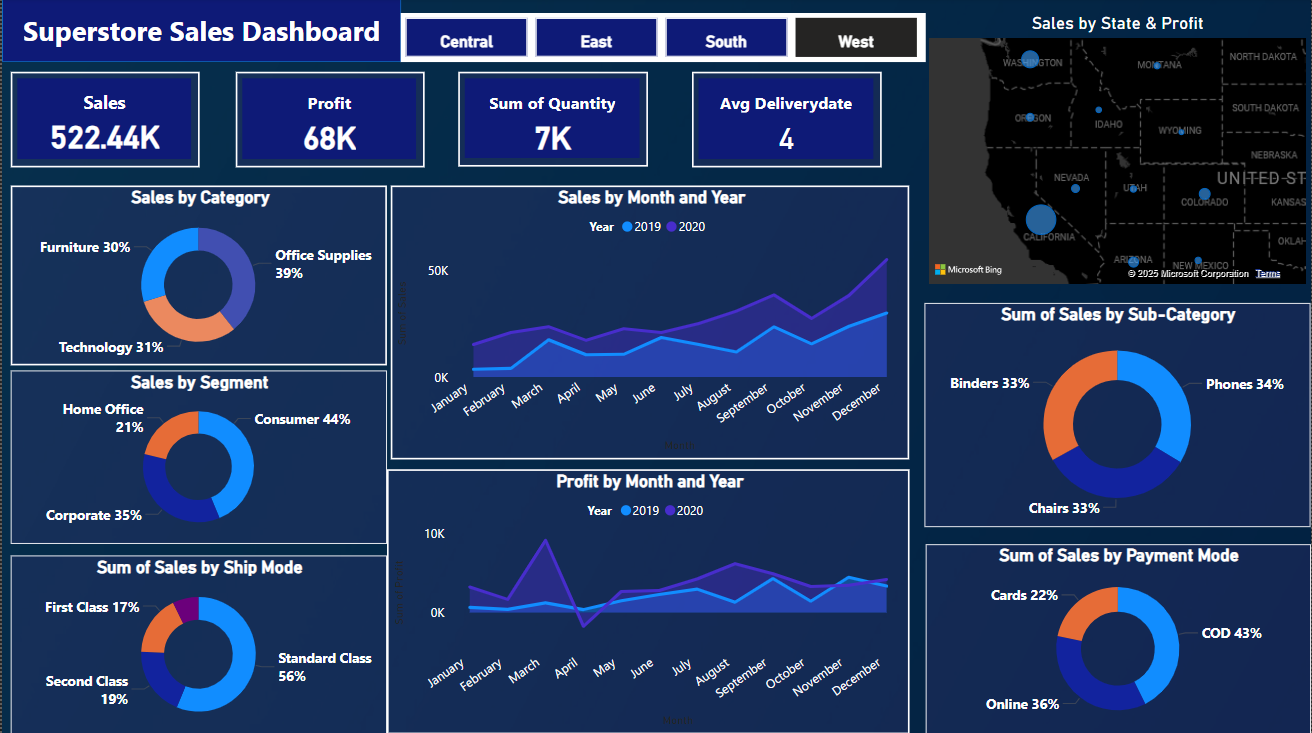 Superstore Sales Dashboard
Central
East
South
West
Sales
522.44K
Profit
68K
Sum of Quantity
7K
Avg Deliverydate
4
Sales by State & Profit
WASHINGTON
MONTANA
NORTH DAKOTA
OREGON
IDAHO
SOUTH DAKOTA
WYOMING
NEBRASKA
NEVADA
UTAH
UNITED ST
COLORADO
KANSAS
CALIFORNIA
OKLAH
ARIZONA
NEW MEXICO
Microsoft Bing
© 2025 Microsoft Corporation Terms
Sales by Category
Furniture 30%
Office Supplies
39%
Technology 31%
Sales by Segment
Home Office
21%
Consumer 44%
Corporate 35%
Sum of Sales by Ship Mode
First Class 17%
Standard Class
56%
Second Class
19%
Sales by Month and Year
Year 2019 2020
50K
0K
January
February
March
April
May
June
July
August
September
October
November
December
Month
Profit by Month and Year
Year 2019 2020
10K
0K
January
February
March
April
May
June
July
August
September
October
November
December
Month
Sum of Sales by Sub-Category
Binders 33%
Phones 34%
Chairs 33%
Sum of Sales by Payment Mode
Cards 22%
COD 43%
Online 36%